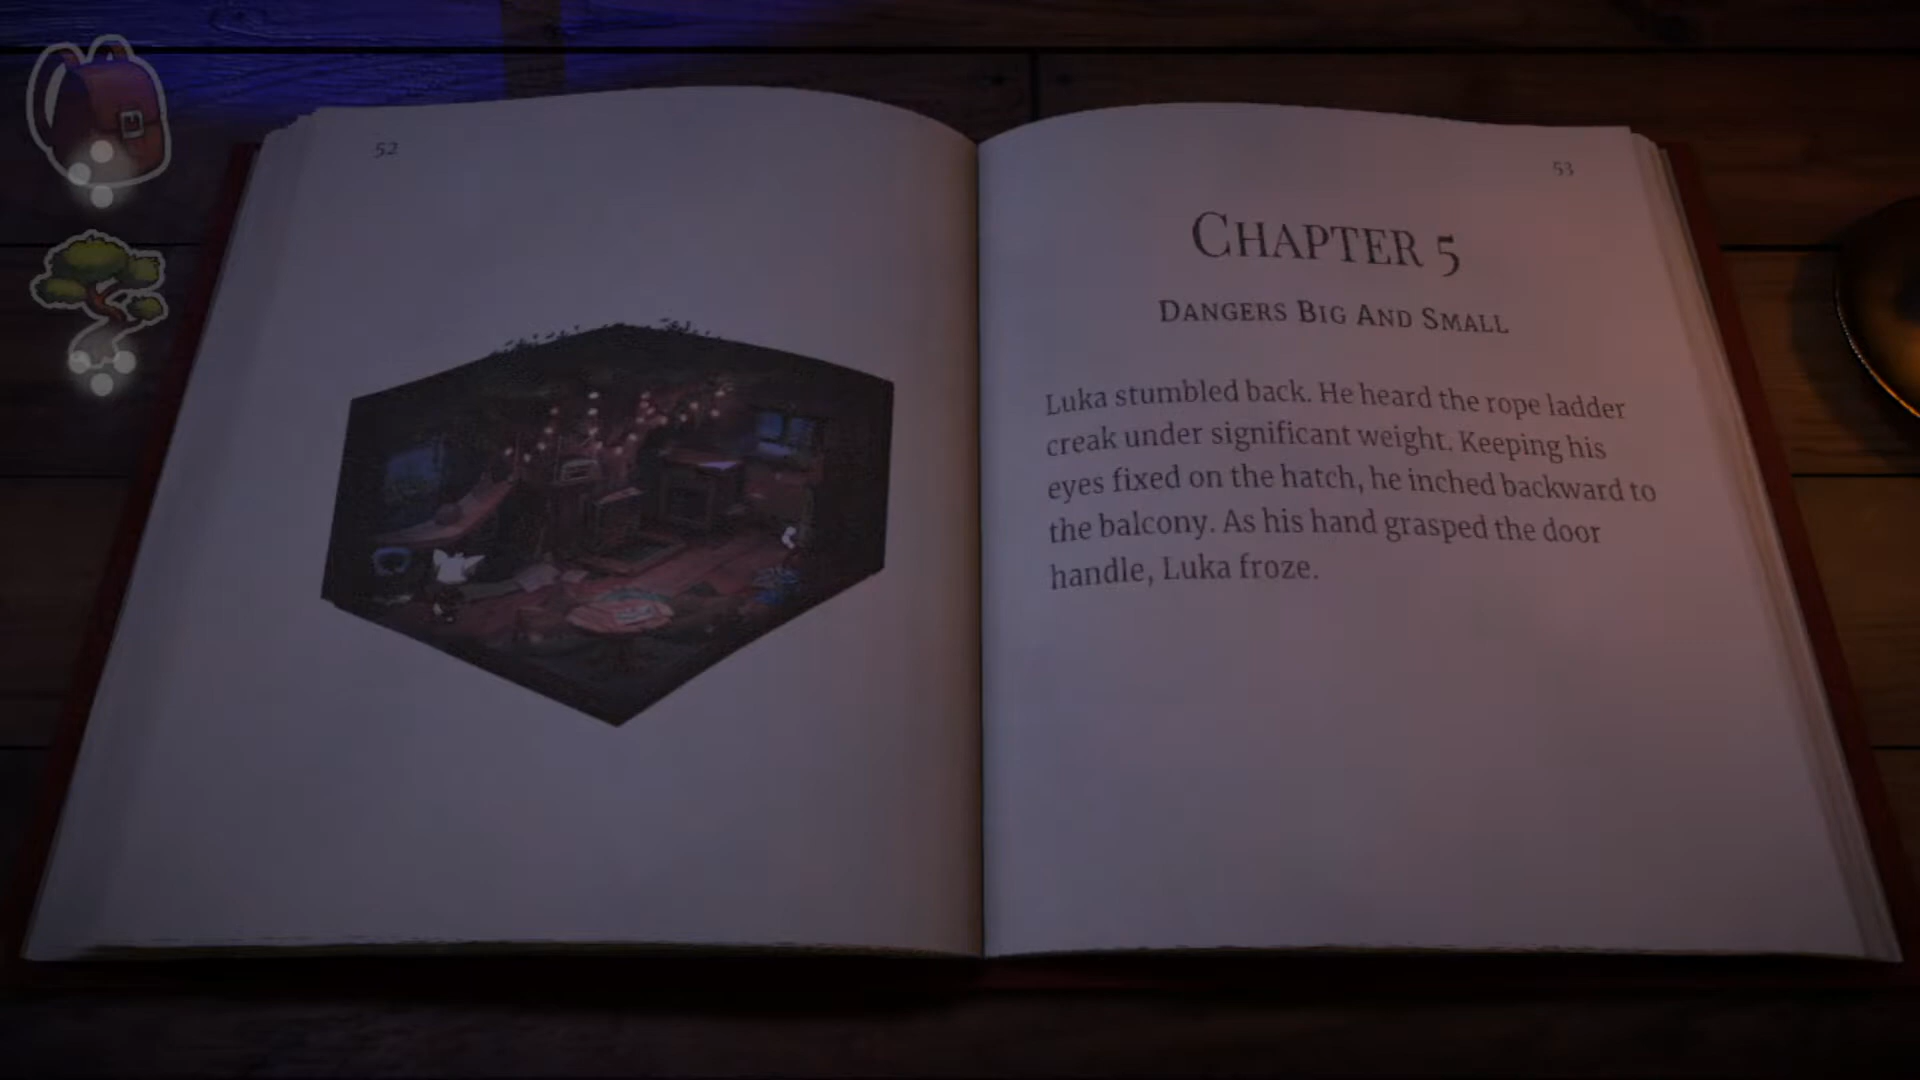 52
53
Chapter 5
Dangers Big And Small
Luka stumbled back. He heard the rope ladder
creak under significant weight. Keeping his
eyes fixed on the hatch, he inched backward to
the balcony. As his hand grasped the door
handle, Luka froze.